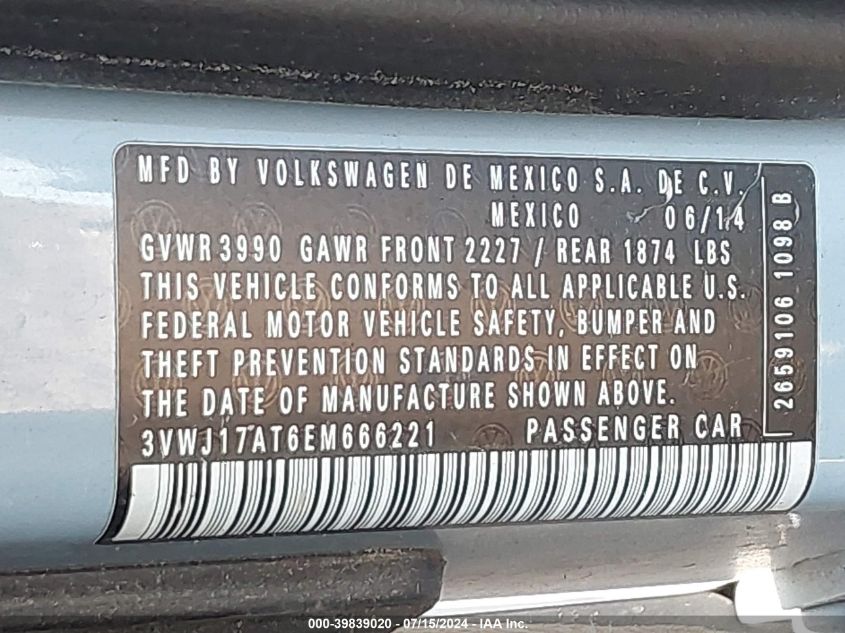 MFD BY VOLKSWAGEN DE MEXICO S.A. DE C.V.
MEXICO 06/14
GVWR 3990 GAWR FRONT 2227 / REAR 1874 LBS
THIS VEHICLE CONFORMS TO ALL APPLICABLE U.S.
FEDERAL MOTOR VEHICLE SAFETY, BUMPER AND
THEFT PREVENTION STANDARDS IN EFFECT ON
THE DATE OF MANUFACTURE SHOWN ABOVE.
3VWJ17AT6EM666221 PASSENGER CAR
2659106 1098 B
000-39839020 - 07/15/2024 - IAA Inc.